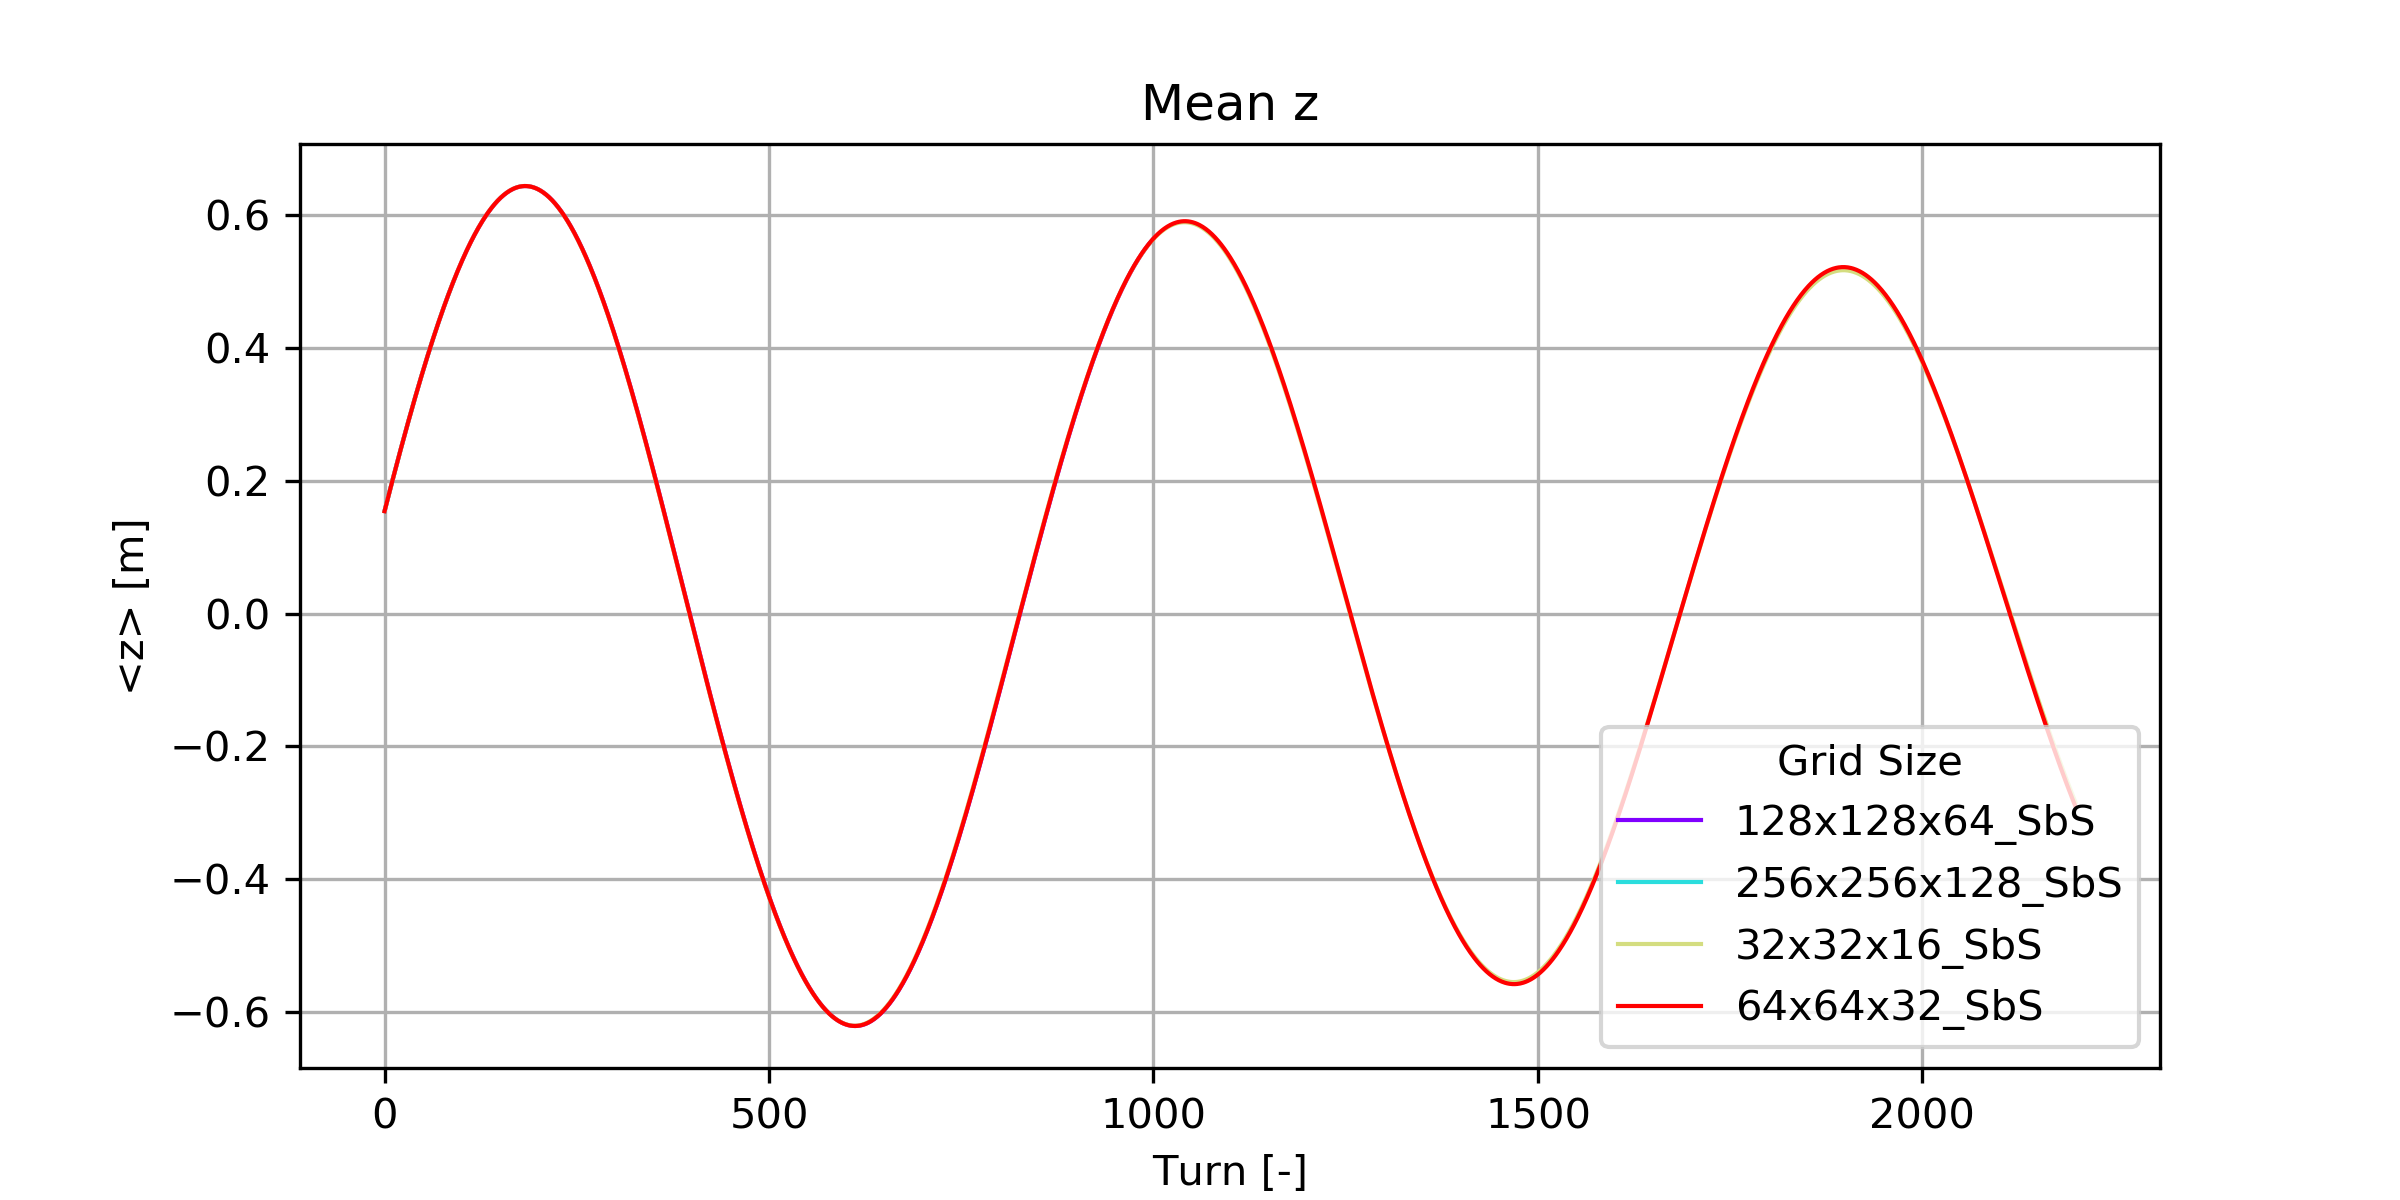 Mean z
0.6
0.4
0.2
0.0
−0.2
−0.4
−0.6
<z> [m]
Grid Size
128x128x64_SbS
256x256x128_SbS
32x32x16_SbS
64x64x32_SbS
0 500 1000 1500 2000
Turn [-]